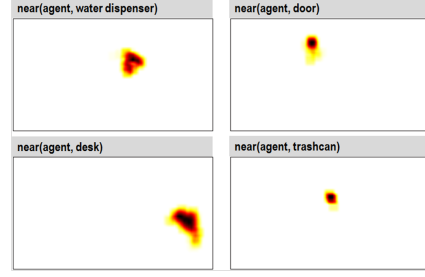 near(agent, water dispenser)
near(agent, door)
near(agent, desk)
near(agent, trashcan)